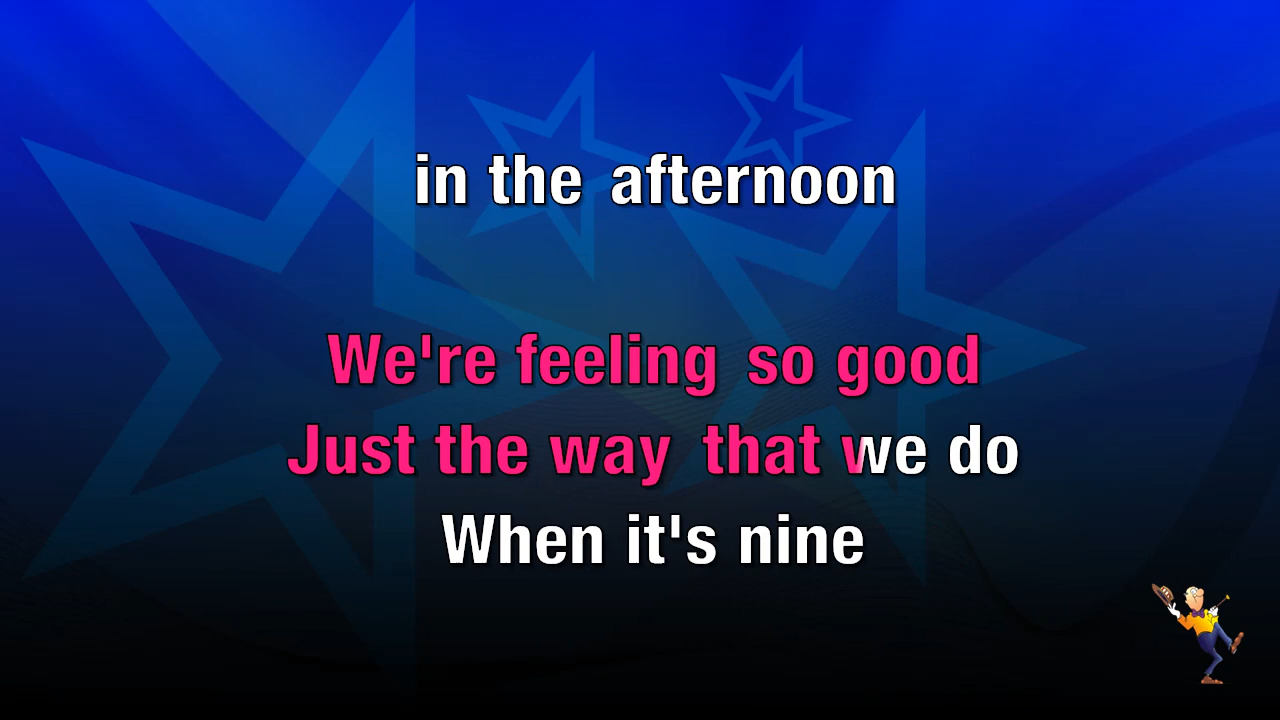 in the afternoon
We're feeling so good
Just the way that we do
When it's nine